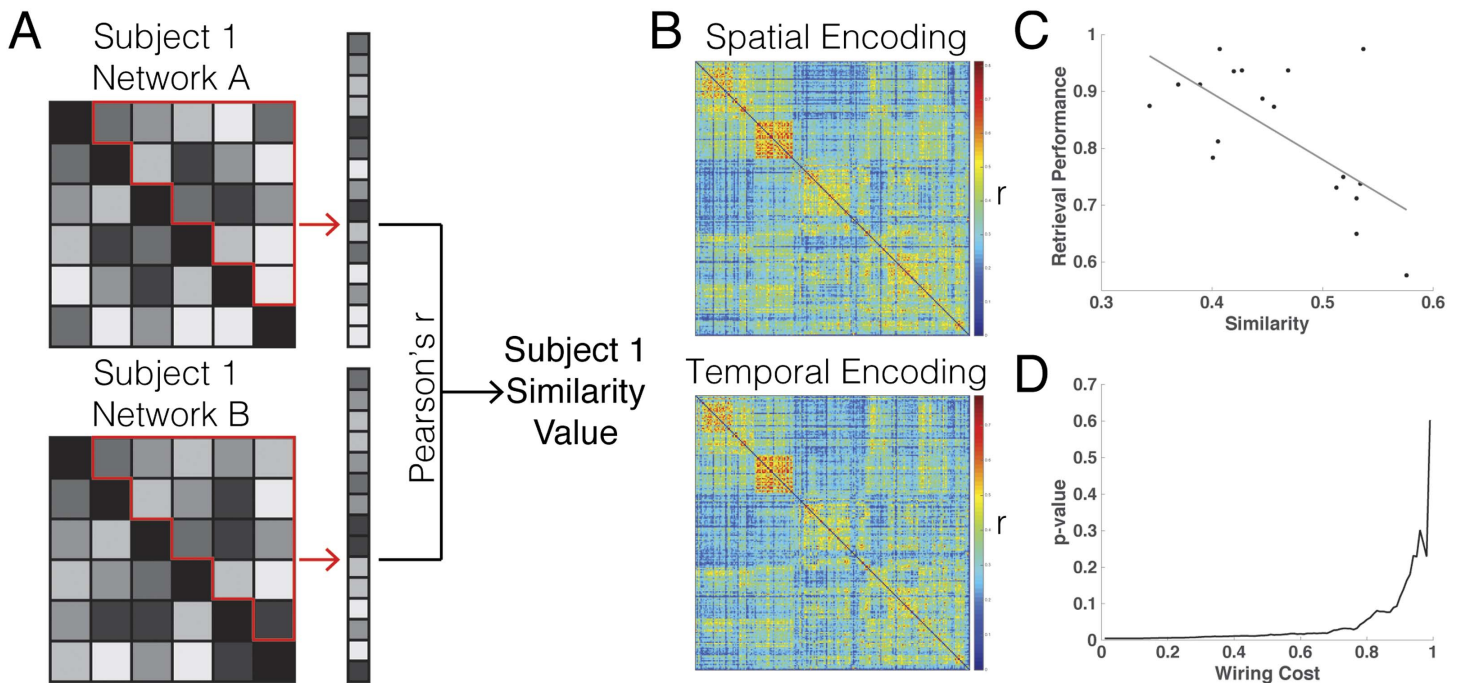 A
Subject 1
Network A
Subject 1
Network B
Pearson's r
Subject 1
Similarity
Value
B
Spatial Encoding
r
Temporal Encoding
r
C
Retrieval Performance
1
0.9
0.8
0.7
0.6
0.3
0.4
0.5
0.6
Similarity
D
p-value
0.7
0.6
0.5
0.4
0.3
0.2
0.1
0
0
0.2
0.4
0.6
0.8
1
Wiring Cost